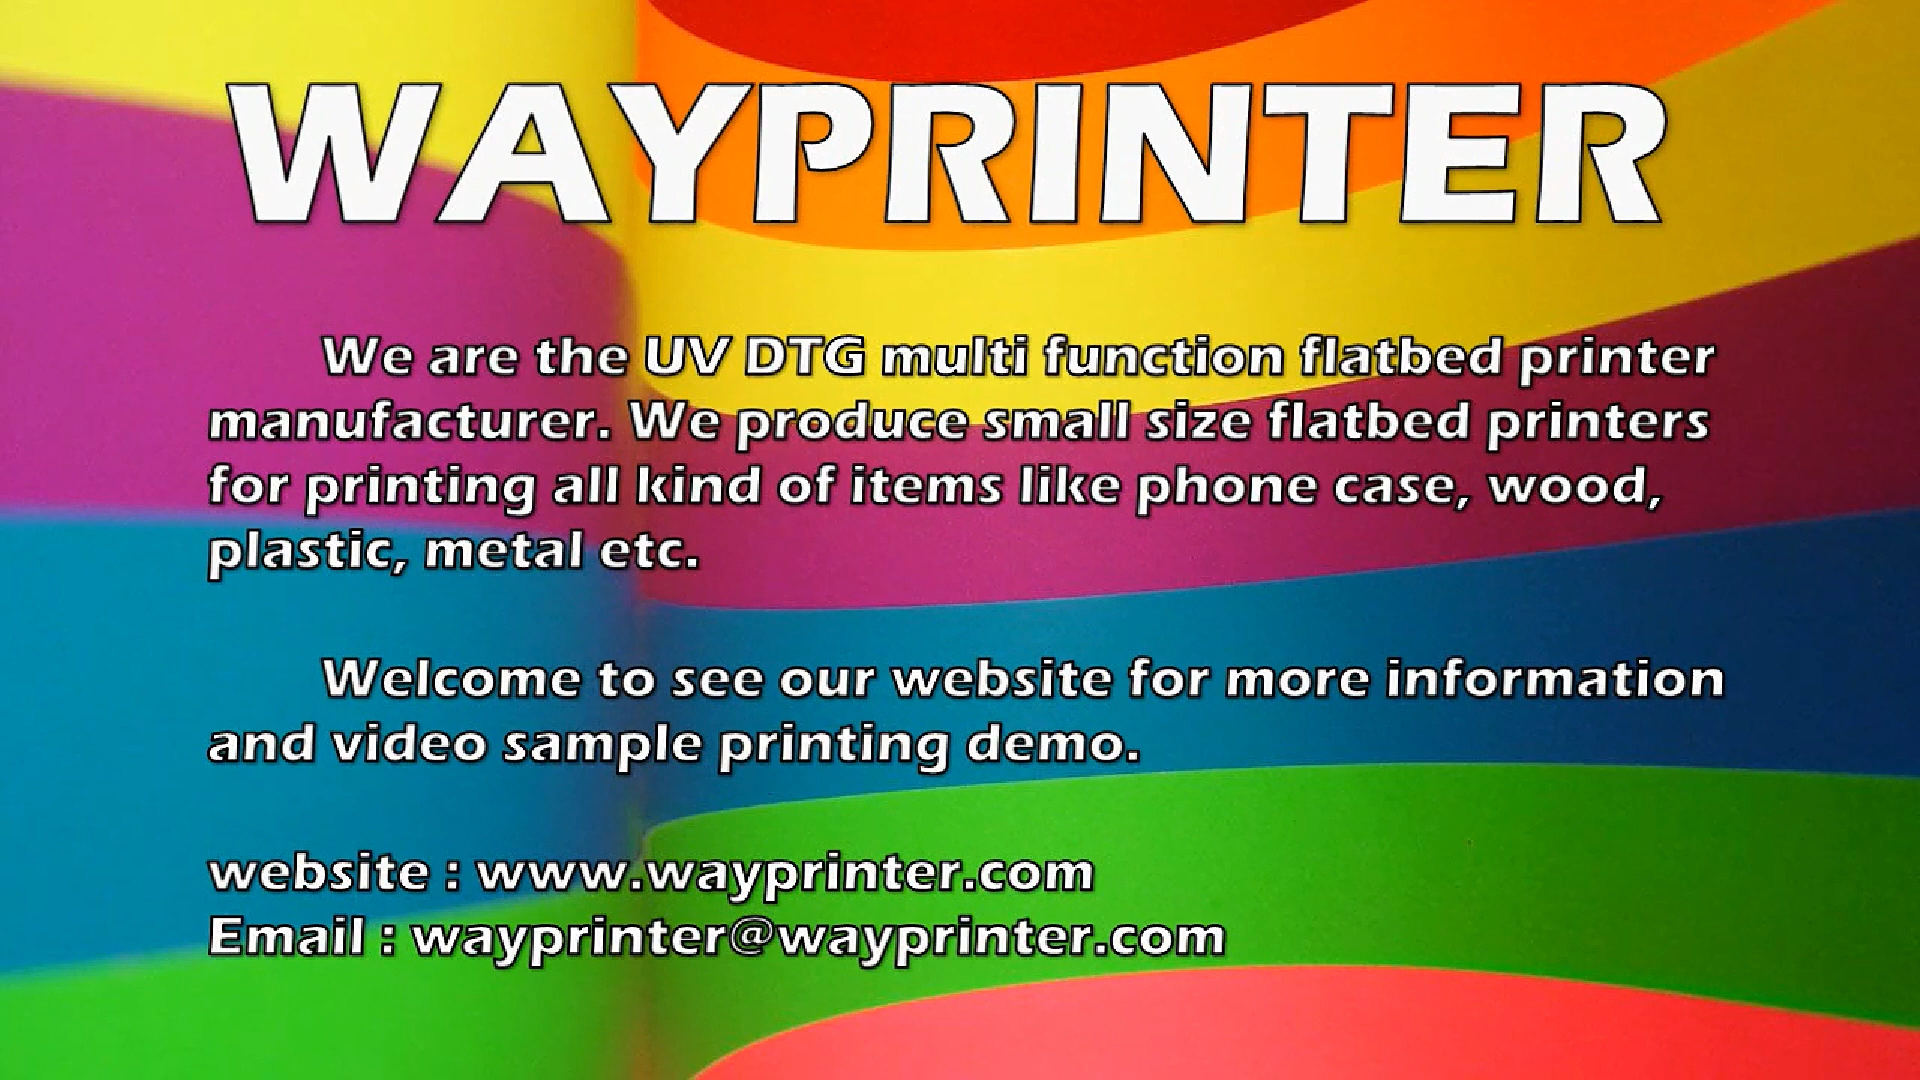 WAYPRINTER
We are the UV DTG multi function flatbed printer
manufacturer. We produce small size flatbed printers
for printing all kind of items like phone case, wood,
plastic, metal etc.
Welcome to see our website for more information
and video sample printing demo.
website : www.wayprinter.com
Email : wayprinter@wayprinter.com